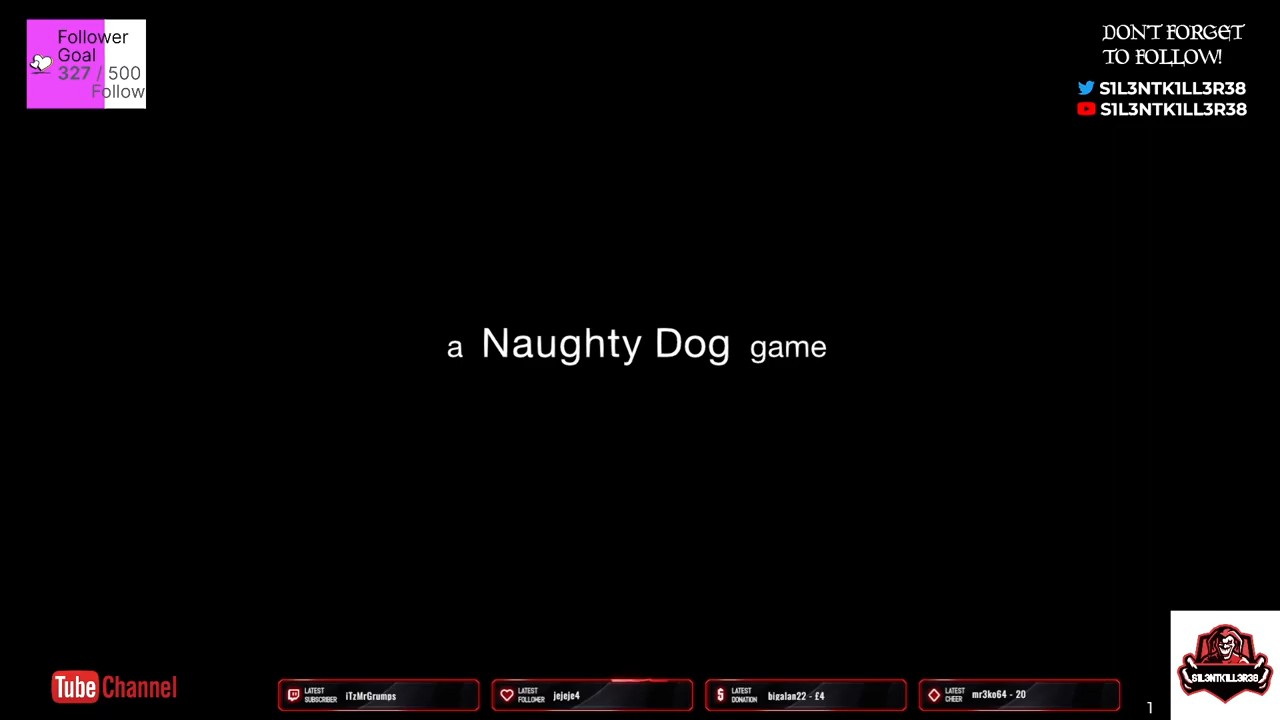 Follower
Goal
327 / 500
Follow
DONT FORGET
TO FOLLOW!
S1L3NTK1LL3R38
S1L3NTK1LL3R38
a Naughty Dog game
Tube Channel
LATEST
SUBSCRIBER
iTzMrGrumps
LATEST
FOLLOWER
jejeje4
LATEST
DONATION
bigalan22 - £4
LATEST
CHEER
mr3ko64 - 20
1
S1L3NTK1LL3R38